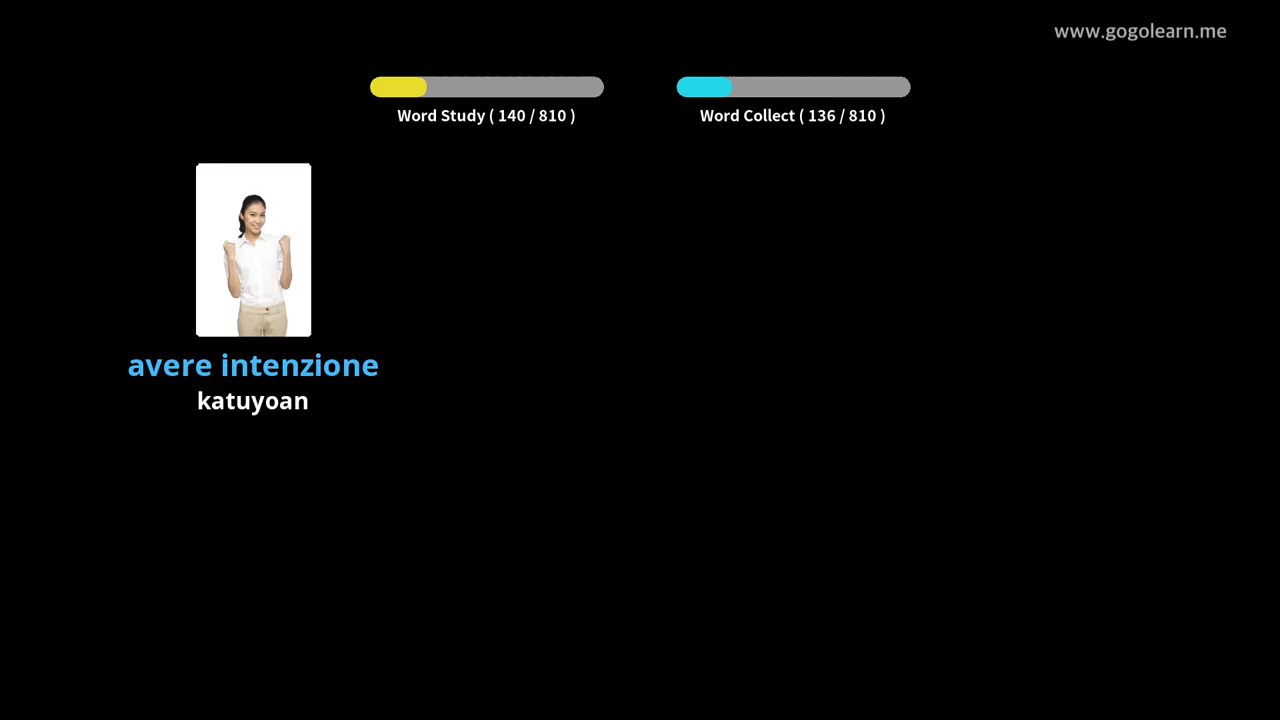 www.gogolearn.me
Word Study ( 140 / 810 )
Word Collect ( 136 / 810 )
avere intenzione
katuyoan